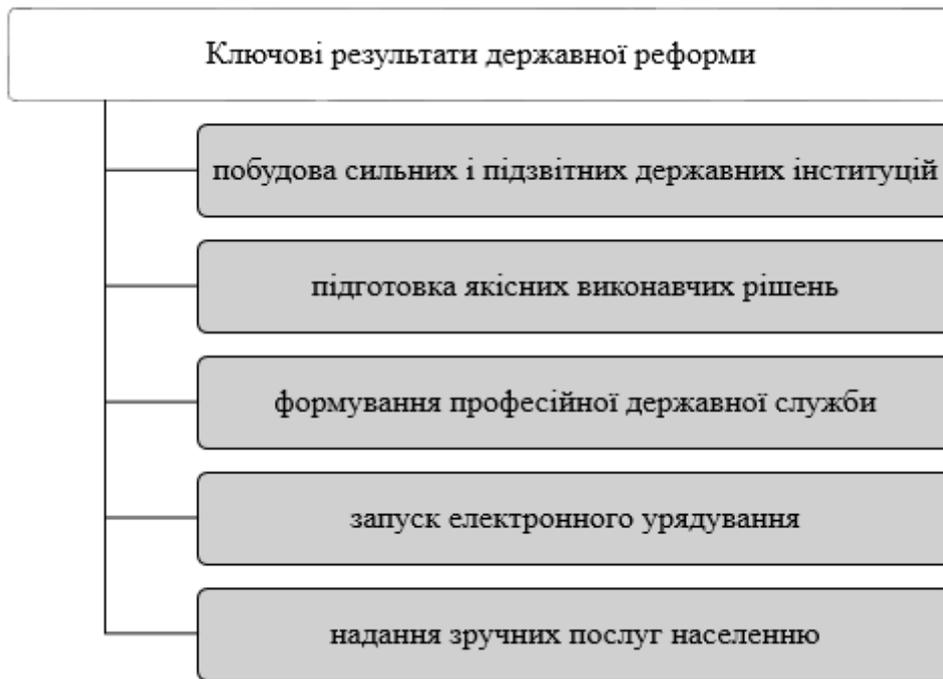 Ключові результати державної реформи
побудова сильних і підзвітних державних інституцій
підготовка якісних виконавчих рішень
формування професійної державної служби
запуск електронного урядування
надання зручних послуг населенню